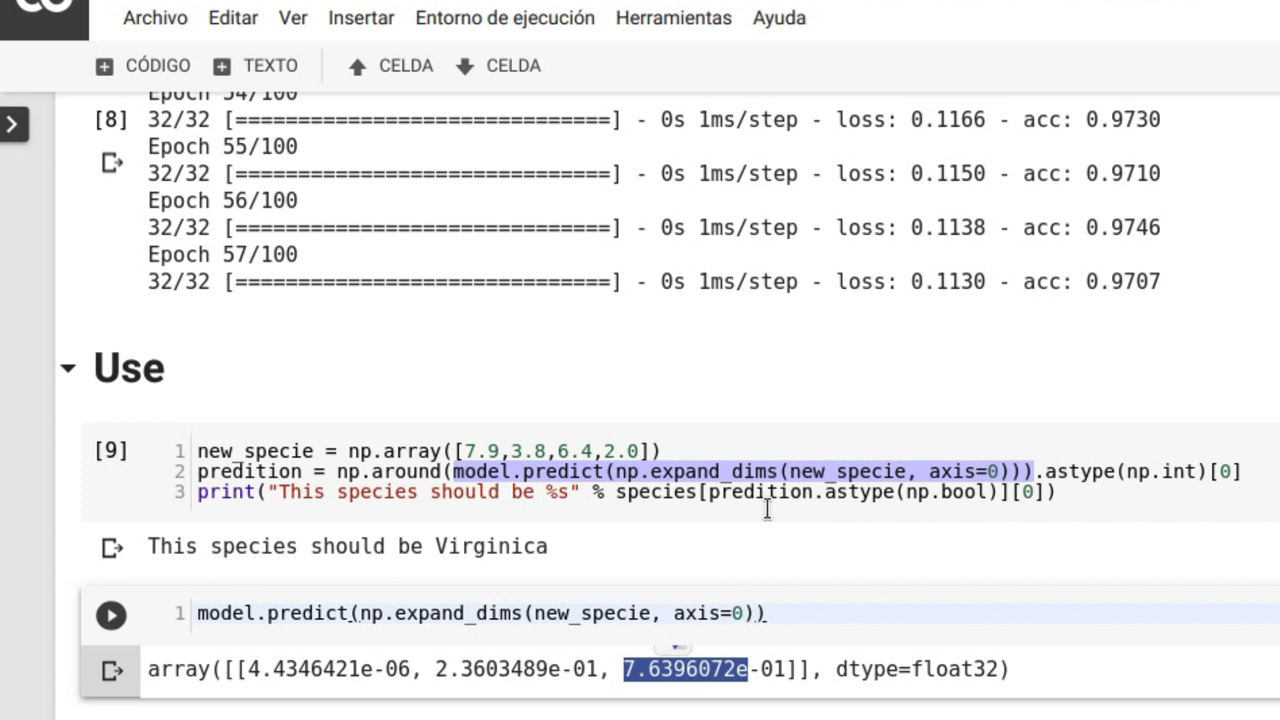 Archivo Editar Ver Insertar Entorno de ejecución Herramientas Ayuda
CÓDIGO TEXTO CELDA CELDA
Epoch 54/100
[8] 32/32 [==============================] - 0s 1ms/step - loss: 0.1166 - acc: 0.9730
Epoch 55/100
32/32 [==============================] - 0s 1ms/step - loss: 0.1150 - acc: 0.9710
Epoch 56/100
32/32 [==============================] - 0s 1ms/step - loss: 0.1138 - acc: 0.9746
Epoch 57/100
32/32 [==============================] - 0s 1ms/step - loss: 0.1130 - acc: 0.9707
Use
[9] 1 new_specie = np.array([7.9,3.8,6.4,2.0])
2 predition = np.around(model.predict(np.expand_dims(new_specie, axis=0))).astype(np.int)[0]
3 print("This species should be %s" % species[predition.astype(np.bool)][0])
This species should be Virginica
1 model.predict(np.expand_dims(new_specie, axis=0))
array([[4.4346421e-06, 2.3603489e-01, 7.6396072e-01]], dtype=float32)